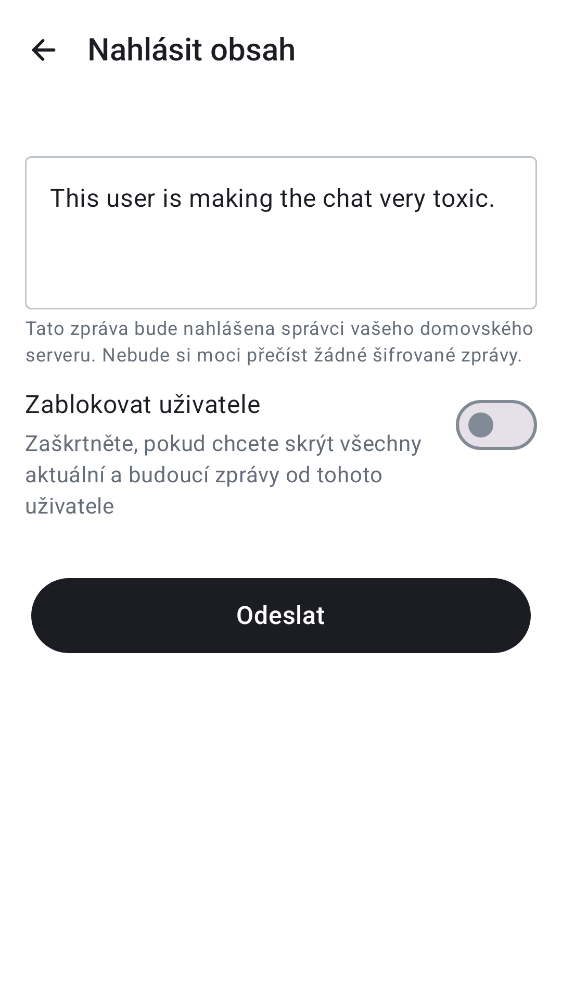 Nahlásit obsah
This user is making the chat very toxic.
Tato zpráva bude nahlášena správci vašeho domovského
serveru. Nebude si moci přečíst žádné šifrované zprávy.
Zablokovat uživatele
Zaškrtněte, pokud chcete skrýt všechny
aktuální a budoucí zprávy od tohoto
uživatele
Odeslat